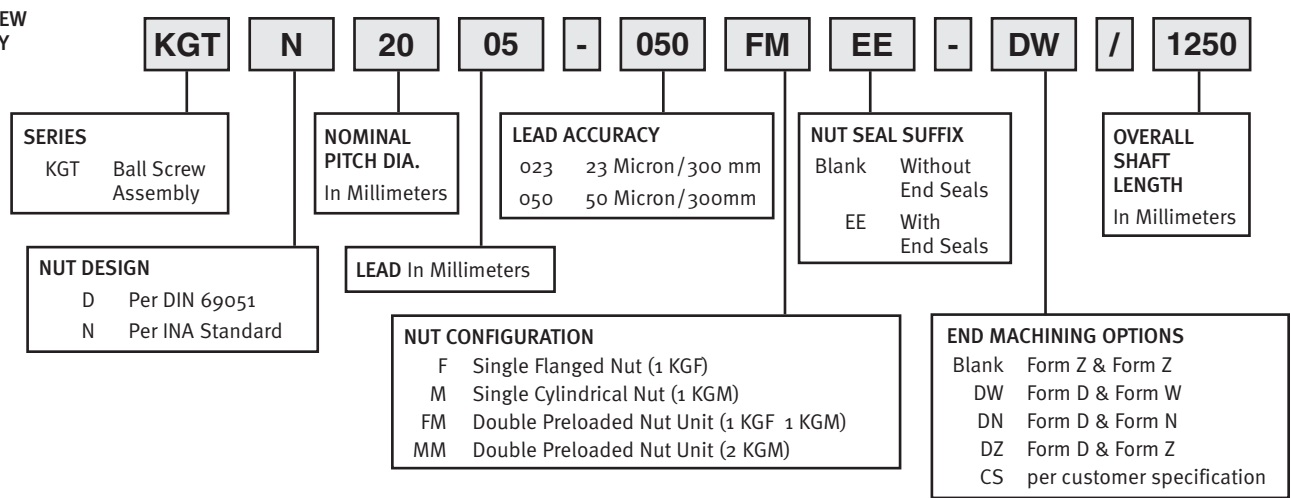 EW
Y
KGT N 20 05 - 050 FM EE - DW / 1250
SERIES
KGT Ball Screw
Assembly
NOMINAL
PITCH DIA.
In Millimeters
LEAD ACCURACY
023 23 Micron/300 mm
050 50 Micron/300mm
NUT SEAL SUFFIX
Blank Without
End Seals
EE With
End Seals
OVERALL
SHAFT
LENGTH
In Millimeters
NUT DESIGN
D Per DIN 69051
N Per INA Standard
LEAD In Millimeters
NUT CONFIGURATION
F Single Flanged Nut (1 KGF)
M Single Cylindrical Nut (1 KGM)
FM Double Preloaded Nut Unit (1 KGF 1 KGM)
MM Double Preloaded Nut Unit (2 KGM)
END MACHINING OPTIONS
Blank Form Z & Form Z
DW Form D & Form W
DN Form D & Form N
DZ Form D & Form Z
CS per customer specification